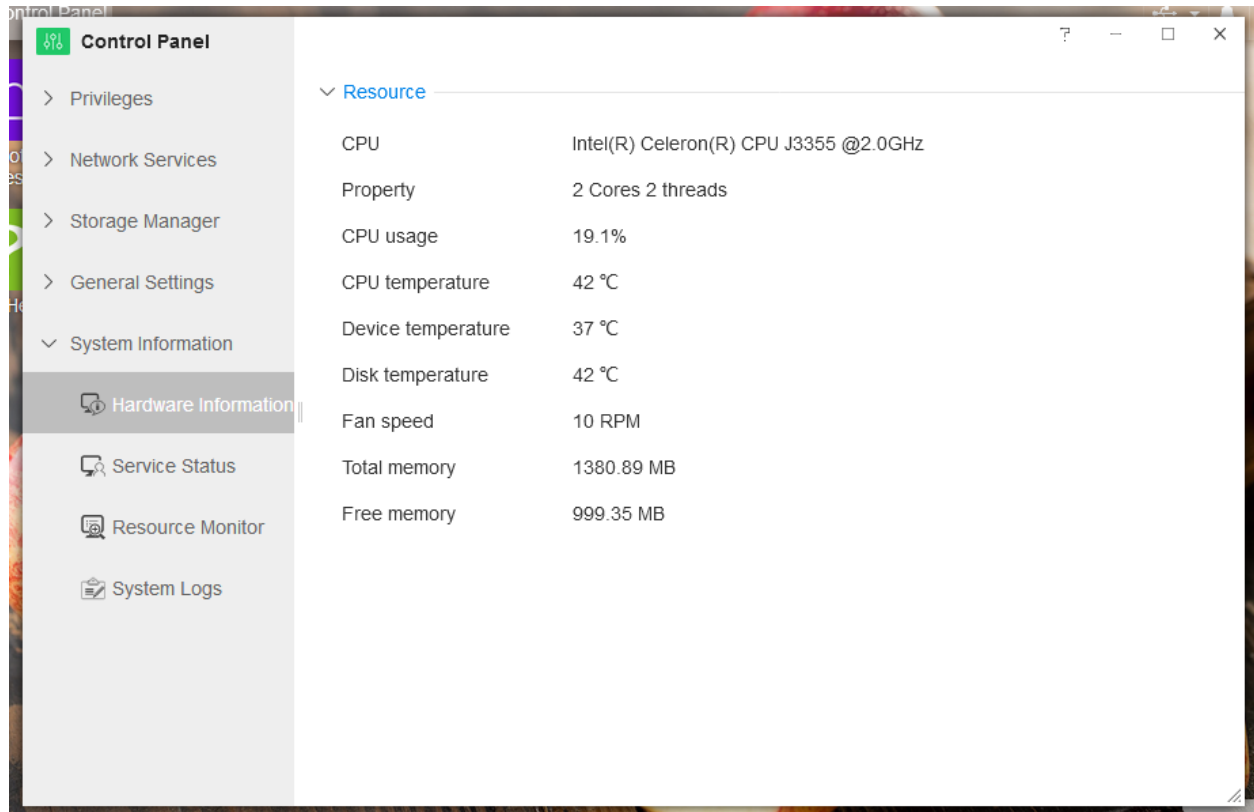 Control Panel
Privileges
Network Services
Storage Manager
General Settings
System Information
Hardware Information
Service Status
Resource Monitor
System Logs
Resource
CPU Intel(R) Celeron(R) CPU J3355 @2.0GHz
Property 2 Cores 2 threads
CPU usage 19.1%
CPU temperature 42 ℃
Device temperature 37 ℃
Disk temperature 42 ℃
Fan speed 10 RPM
Total memory 1380.89 MB
Free memory 999.35 MB